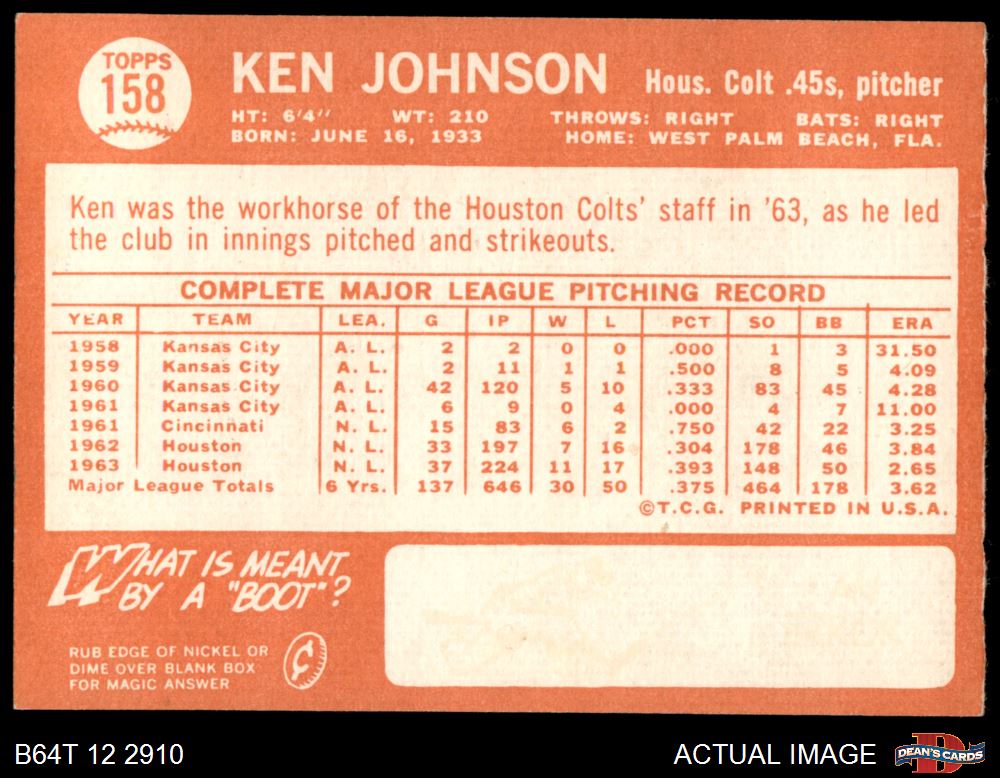 TOPPS
158
KEN JOHNSON Hous. Colt .45s, pitcher
HT: 6'4" WT: 210 THROWS: RIGHT BATS: RIGHT
BORN: JUNE 16, 1933 HOME: WEST PALM BEACH, FLA.
Ken was the workhorse of the Houston Colts' staff in '63, as he led
the club in innings pitched and strikeouts.
COMPLETE MAJOR LEAGUE PITCHING RECORD
YEAR TEAM LEA. G IP W L PCT SO BB ERA
1958 Kansas City A. L. 2 2 0 0 .000 1 3 31.50
1959 Kansas City A. L. 2 11 1 1 .500 8 5 4.09
1960 Kansas City A. L. 42 120 5 10 .333 83 45 4.28
1961 Kansas City A. L. 6 9 0 4 .000 4 7 11.00
1961 Cincinnati N. L. 15 83 6 2 .750 42 22 3.25
1962 Houston N. L. 33 197 7 16 .304 178 46 3.84
1963 Houston N. L. 37 224 11 17 .393 148 50 2.65
Major League Totals 6 Yrs. 137 646 30 50 .375 464 178 3.62
©T.C.G. PRINTED IN U.S.A.
WHAT IS MEANT
BY A "BOOT"?
RUB EDGE OF NICKEL OR
DIME OVER BLANK BOX
FOR MAGIC ANSWER
¢
B64T 12 2910 ACTUAL IMAGE DEAN'S CARDS